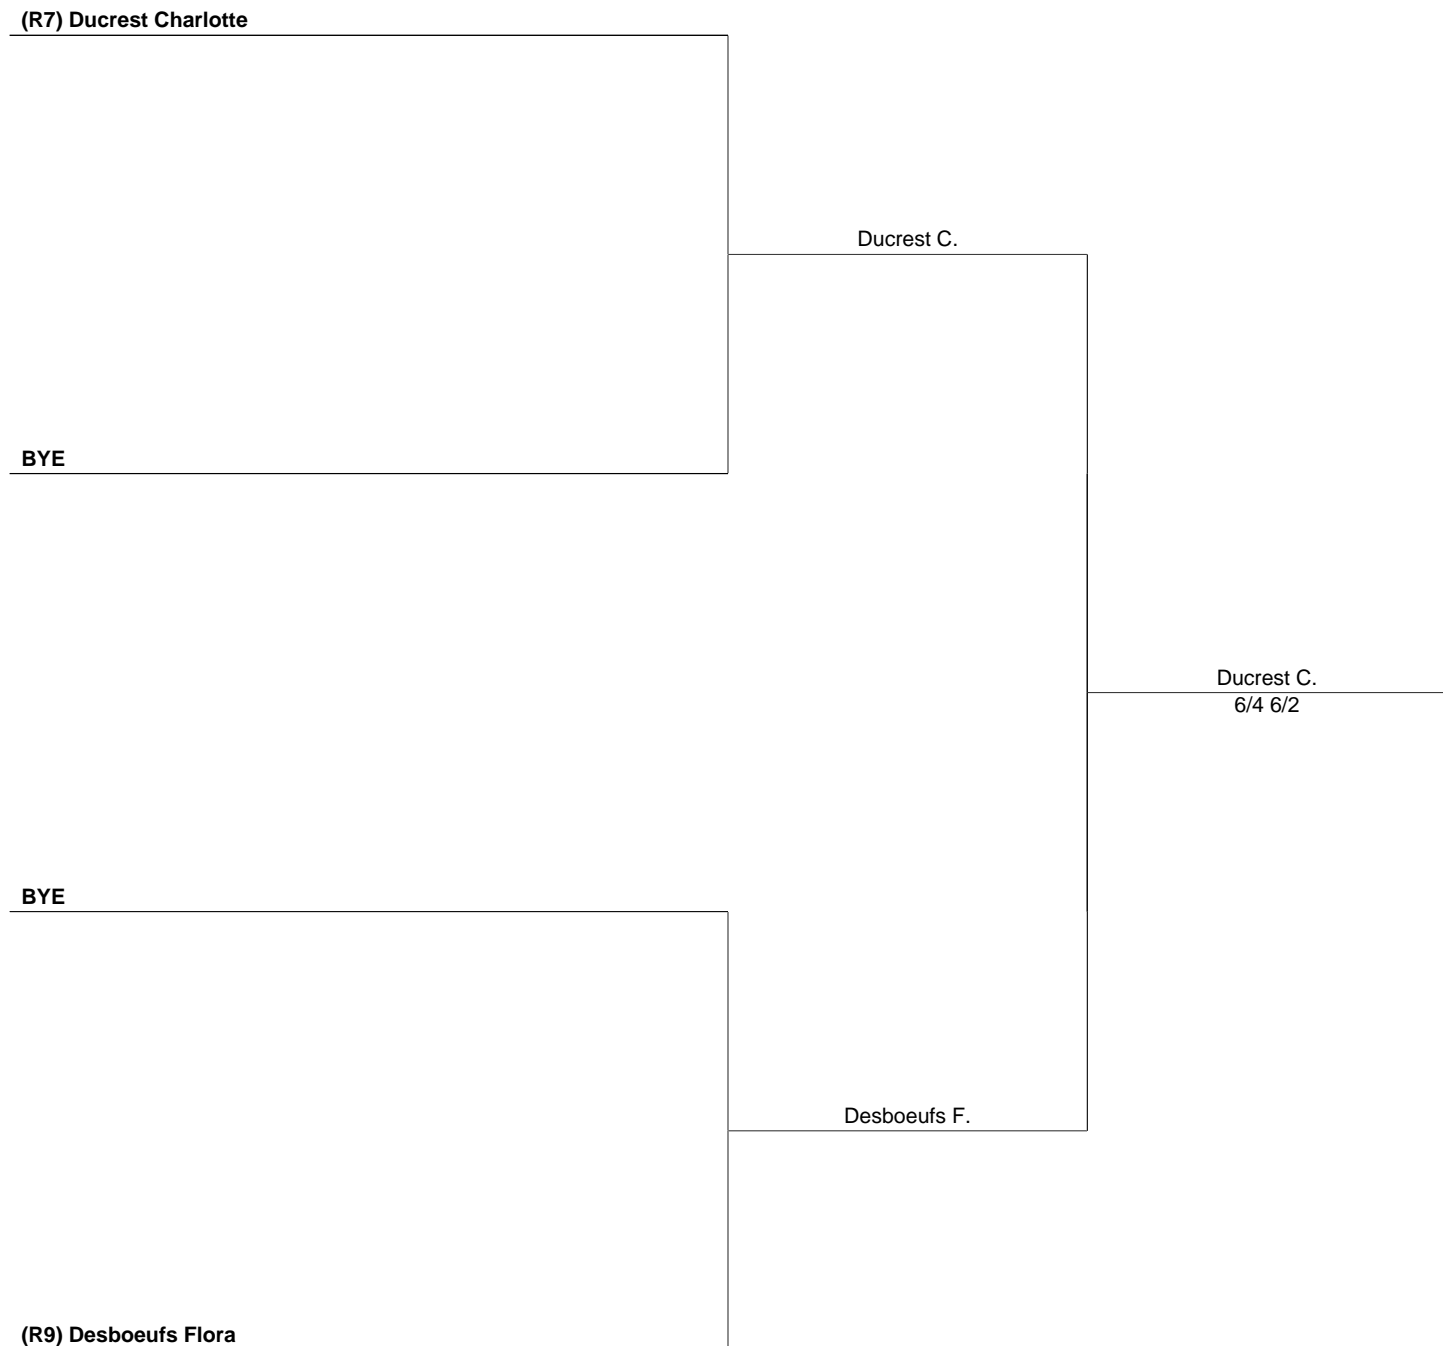 (R7) Ducrest Charlotte
Ducrest C.
BYE
Ducrest C.
6/4 6/2
BYE
Desboeufs F.
(R9) Desboeufs Flora